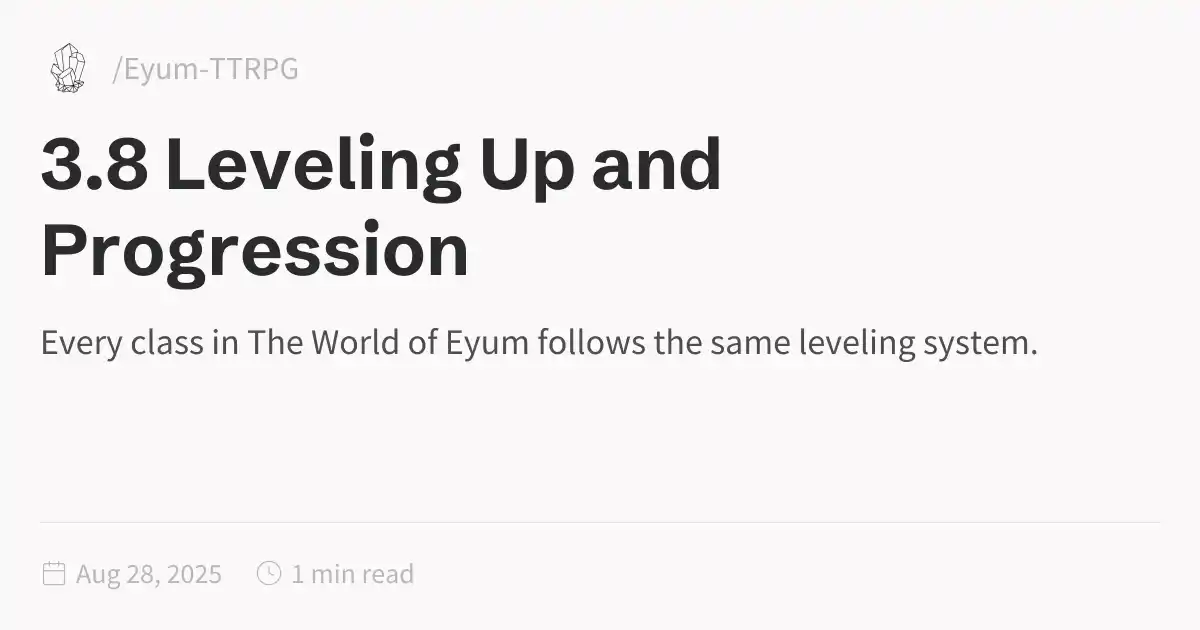 /Eyum-TTRPG
3.8 Leveling Up and
Progression
Every class in The World of Eyum follows the same leveling system.
Aug 28, 2025 1 min read